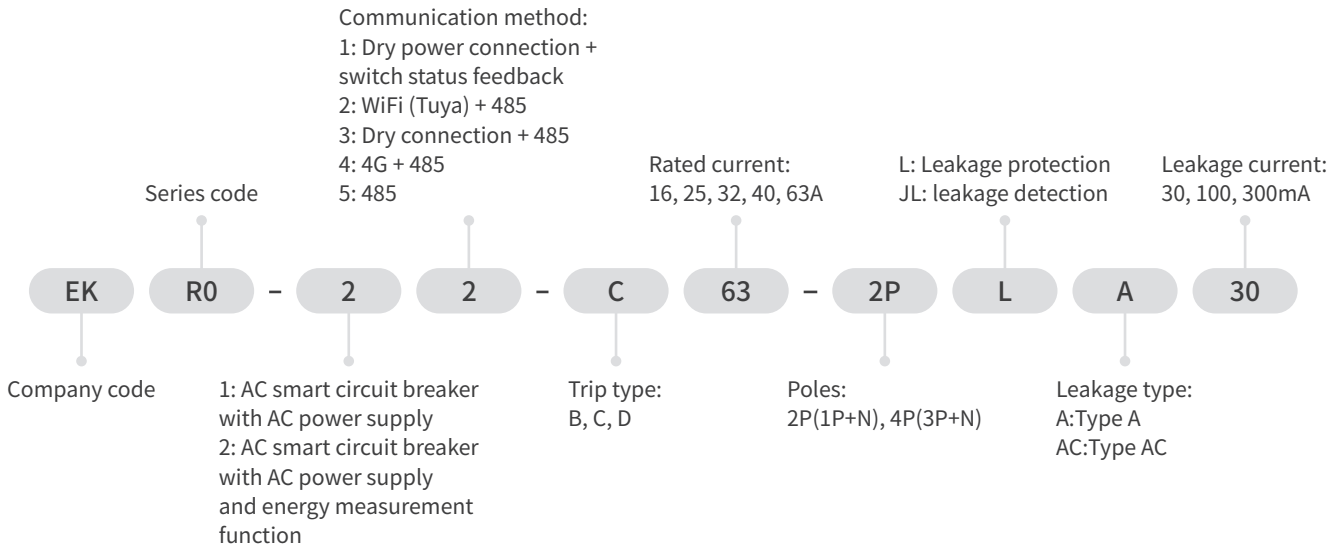 Communication method:
1: Dry power connection +
switch status feedback
2: WiFi (Tuya) + 485
3: Dry connection + 485
4: 4G + 485
5: 485
Series code
Rated current:
16, 25, 32, 40, 63A
L: Leakage protection
JL: leakage detection
Leakage current:
30, 100, 300mA
EK R0 – 2 2 – C 63 – 2P L A 30
Company code
1: AC smart circuit breaker
with AC power supply
2: AC smart circuit breaker
with AC power supply
and energy measurement
function
Trip type:
B, C, D
Poles:
2P(1P+N), 4P(3P+N)
Leakage type:
A:Type A
AC:Type AC